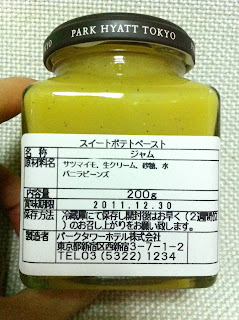 PARK HYATT TOKYO
スイートポテトペースト
名 称 ジャム
原材料名 サツマイモ、生クリーム、砂糖、水
バニラビーンズ
内容量 200g
賞味期限 2011.12.30
保存方法 冷蔵庫にて保存し開封後はお早く(2週間位)
のお召し上がりをお願い致します。
製造者 パークタワーホテル株式会社
東京都新宿区西新宿3-7-1-2
TEL03 (5322) 1234